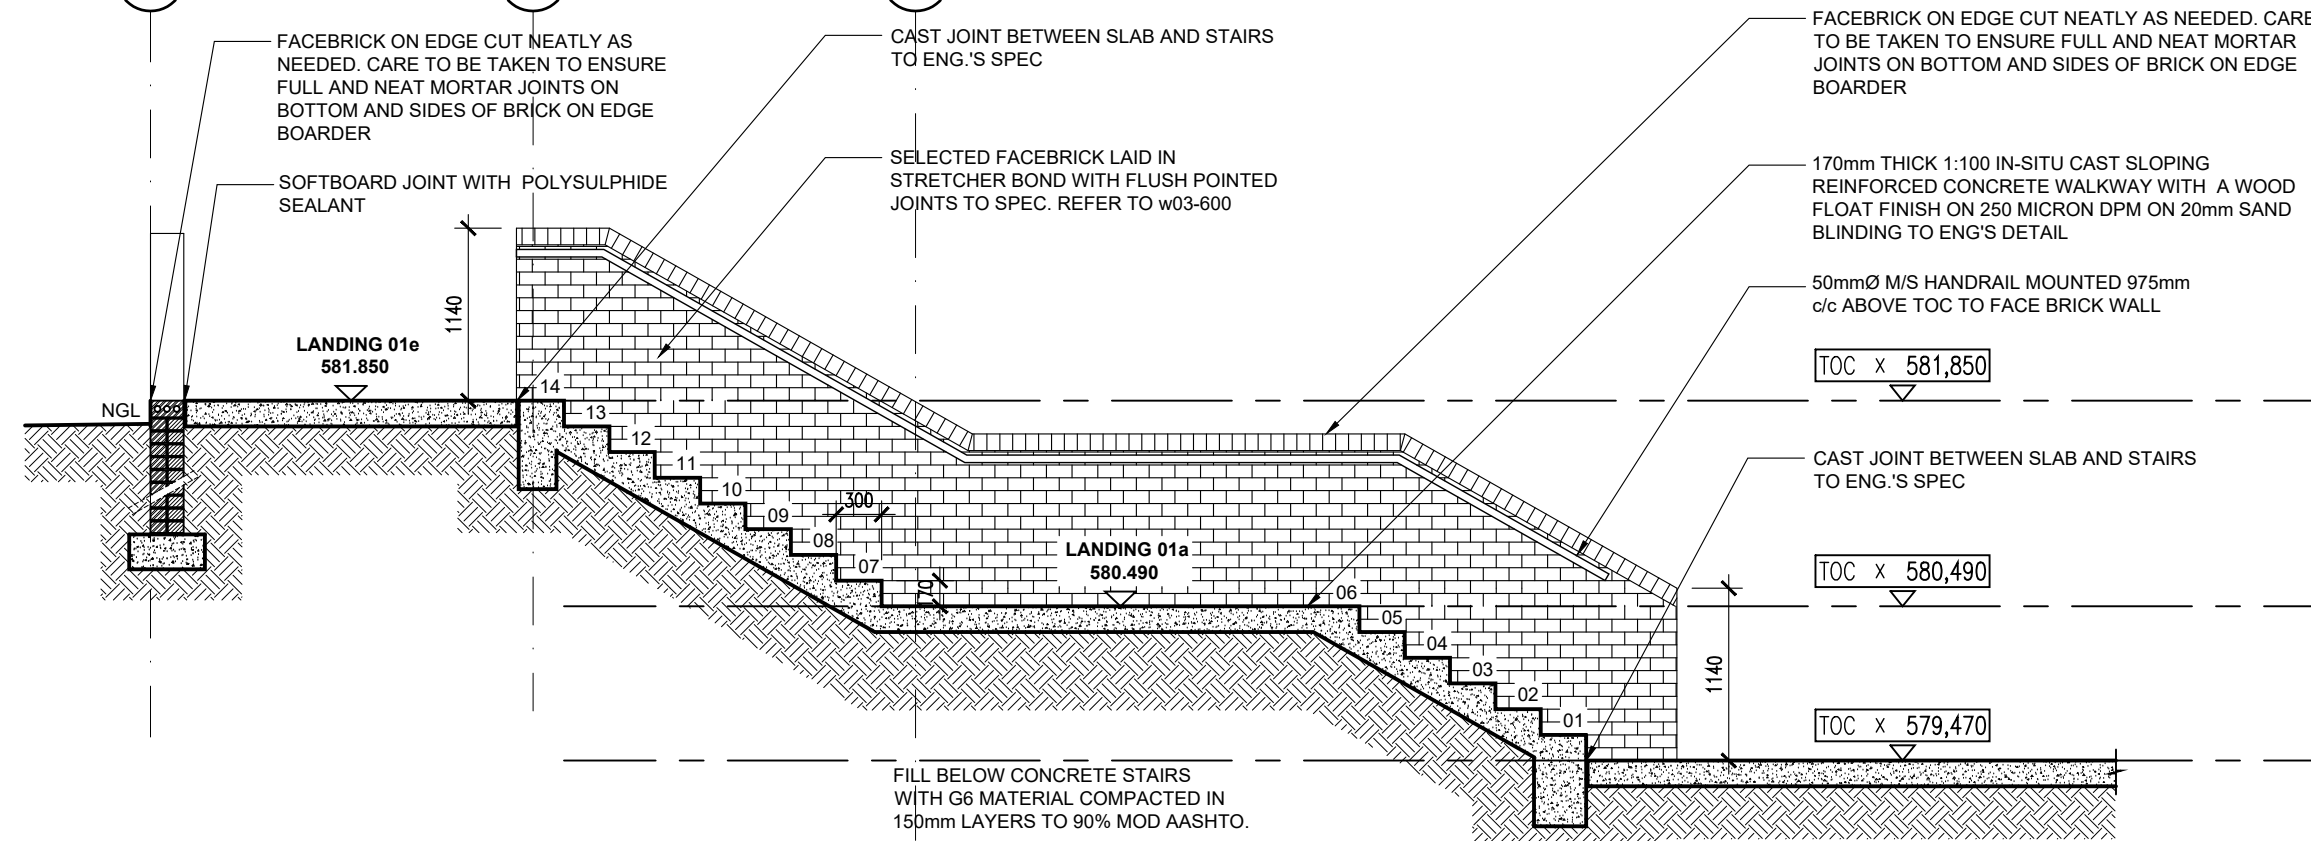 FACEBRICK ON EDGE CUT NEATLY AS
NEEDED. CARE TO BE TAKEN TO ENSURE
FULL AND NEAT MORTAR JOINTS ON
BOTTOM AND SIDES OF BRICK ON EDGE
BOARDER
SOFTBOARD JOINT WITH POLYSULPHIDE
SEALANT
CAST JOINT BETWEEN SLAB AND STAIRS
TO ENG.'S SPEC
SELECTED FACEBRICK LAID IN
STRETCHER BOND WITH FLUSH POINTED
JOINTS TO SPEC. REFER TO w03-600
FACEBRICK ON EDGE CUT NEATLY AS NEEDED. CARE
TO BE TAKEN TO ENSURE FULL AND NEAT MORTAR
JOINTS ON BOTTOM AND SIDES OF BRICK ON EDGE
BOARDER
170mm THICK 1:100 IN-SITU CAST SLOPING
REINFORCED CONCRETE WALKWAY WITH A WOOD
FLOAT FINISH ON 250 MICRON DPM ON 20mm SAND
BLINDING TO ENG'S DETAIL
50mmØ M/S HANDRAIL MOUNTED 975mm
c/c ABOVE TOC TO FACE BRICK WALL
TOC x 581,850
CAST JOINT BETWEEN SLAB AND STAIRS
TO ENG.'S SPEC
TOC x 580,490
TOC x 579,470
1140
LANDING 01e
581.850
NGL
14
13
12
11
10
09
08
07
300
170
LANDING 01a
580.490
06
05
04
03
02
01
1140
FILL BELOW CONCRETE STAIRS
WITH G6 MATERIAL COMPACTED IN
150mm LAYERS TO 90% MOD AASHTO.